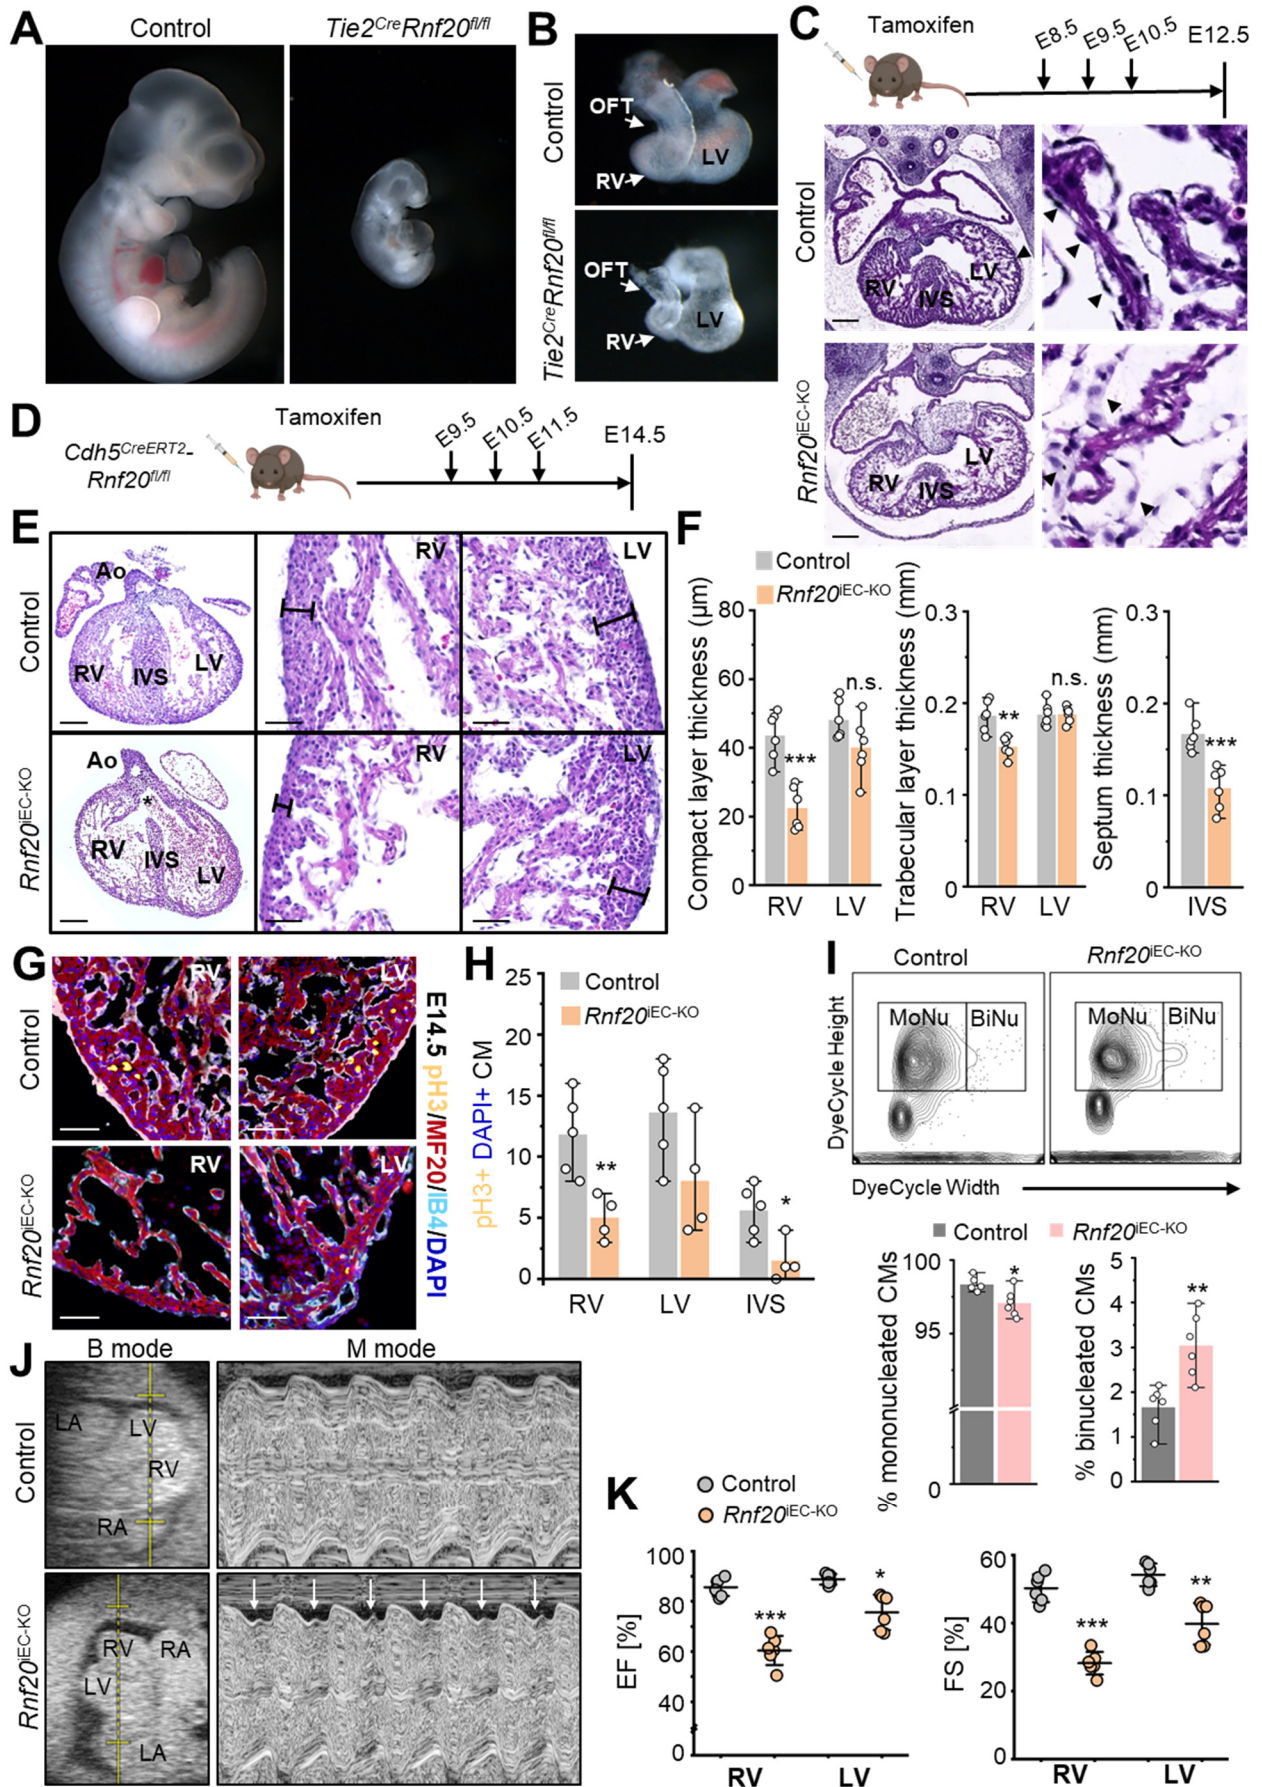 A
Control
Tie2CreRnf20fl/fl
B
Control
OFT
RV
LV
Tie2CreRnf20fl/fl
OFT
RV
LV
C
Tamoxifen
E8.5
E9.5
E10.5
E12.5
Control
RV
IVS
LV
Rnf20iEC-KO
RV
IVS
LV
D
Cdh5CreERT2-
Rnf20fl/fl
Tamoxifen
E9.5
E10.5
E11.5
E14.5
E
Control
Ao
RV
IVS
LV
RV
LV
Rnf20iEC-KO
Ao
*
RV
IVS
LV
RV
LV
F
Control
Rnf20iEC-KO
Compact layer thickness (µm)
80
60
40
20
0
***
n.s.
RV
LV
Trabecular layer thickness (mm)
0.3
0.2
0.1
0
**
n.s.
RV
LV
Septum thickness (mm)
0.3
0.2
0.1
0
***
IVS
G
Control
RV
LV
Rnf20iEC-KO
RV
LV
E14.5 pH3/MF20/IB4/DAPI
H
Control
Rnf20iEC-KO
pH3+ DAPI+ CM
25
20
15
10
5
0
**
*
RV
LV
IVS
I
Control
Rnf20iEC-KO
DyeCycle Height
MoNu
BiNu
MoNu
BiNu
DyeCycle Width
Control
Rnf20iEC-KO
% mononucleated CMs
100
95
0
*
% binucleated CMs
5
4
3
2
1
0
**
J
B mode
M mode
Control
LA
LV
RV
RA
Rnf20iEC-KO
RV
RA
LV
LA
K
Control
Rnf20iEC-KO
EF [%]
100
80
60
40
0
***
*
RV
LV
FS [%]
60
40
20
0
***
**
RV
LV